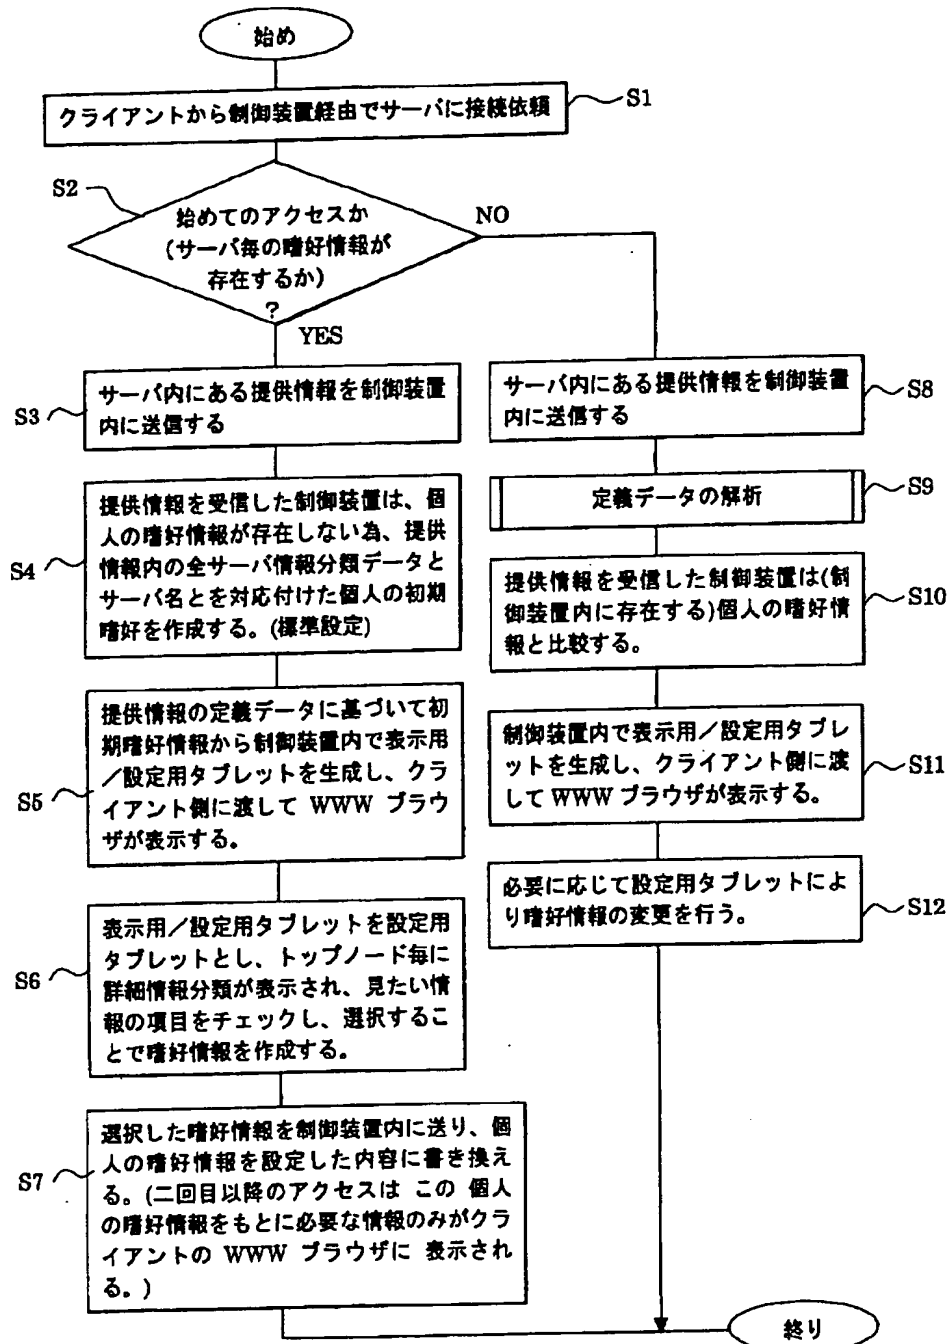 始め
クライアントから制御装置経由でサーバに接続依頼
S1
S2
始めてのアクセスか
(サーバ毎の嗜好情報が
存在するか)
?
NO
YES
S3
サーバ内にある提供情報を制御装置
内に送信する
S4
提供情報を受信した制御装置は、個
人の嗜好情報が存在しない為、提供
情報内の全サーバ情報分類データと
サーバ名とを対応付けた個人の初期
嗜好を作成する。(標準設定)
S5
提供情報の定義データに基づいて初
期嗜好情報から制御装置内で表示用
/設定用タブレットを生成し、クラ
イアント側に渡して WWW ブラウ
ザが表示する。
S6
表示用/設定用タブレットを設定用
タブレットとし、トップノード毎に
詳細情報分類が表示され、見たい情
報の項目をチェックし、選択するこ
とで嗜好情報を作成する。
S7
選択した嗜好情報を制御装置内に送り、個
人の嗜好情報を設定した内容に書き換え
る。(二回目以降のアクセスは この 個人
の嗜好情報をもとに必要な情報のみがクラ
イアントの WWW ブラウザに 表示され
る。)
サーバ内にある提供情報を制御装置
内に送信する
S8
定義データの解析
S9
提供情報を受信した制御装置は(制
御装置内に存在する)個人の嗜好情
報と比較する。
S10
制御装置内で表示用/設定用タブレ
ットを生成し、クライアント側に渡
して WWW ブラウザが表示する。
S11
必要に応じて設定用タブレットによ
り嗜好情報の変更を行う。
S12
終り